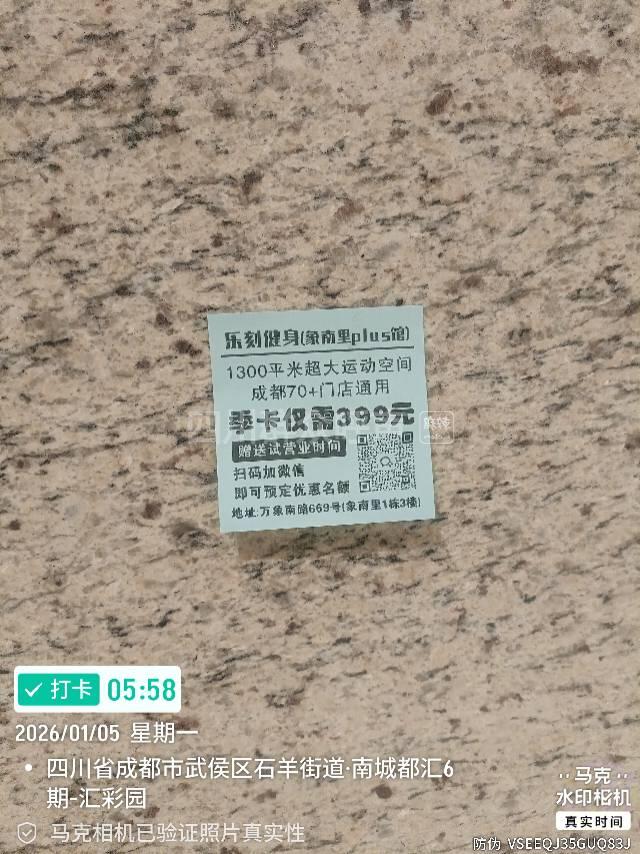 乐刻健身(象南里plus馆)
1300平米超大运动空间
成都70+门店通用
季卡仅需399元
赠送试营业时间
扫码加微信
即可预定优惠名额
地址:万象南路669号(象南里1栋3楼)
打卡 05:58
2026/01/05 星期一
四川省成都市武侯区石羊街道·南城都汇6
期-汇彩园
马克相机已验证照片真实性
马克
水印相机
真实时间
防伪 VSEEQJ35GUQ83J